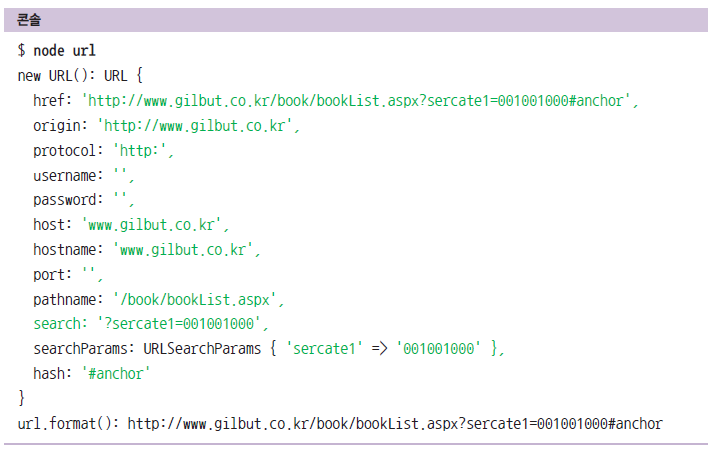 콘솔
$ node url
new URL(): URL {
href: 'http://www.gilbut.co.kr/book/bookList.aspx?sercate1=001001000#anchor',
origin: 'http://www.gilbut.co.kr',
protocol: 'http:',
username: '',
password: '',
host: 'www.gilbut.co.kr',
hostname: 'www.gilbut.co.kr',
port: '',
pathname: '/book/bookList.aspx',
search: '?sercate1=001001000',
searchParams: URLSearchParams { 'sercate1' => '001001000' },
hash: '#anchor'
}
url.format(): http://www.gilbut.co.kr/book/bookList.aspx?sercate1=001001000#anchor